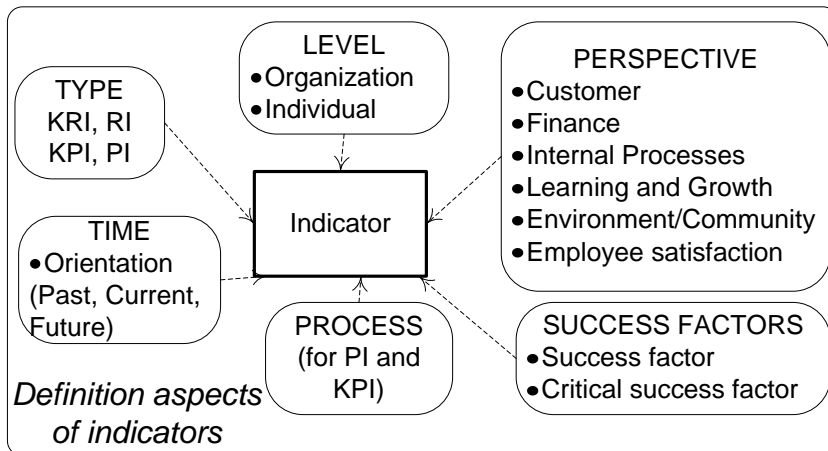 LEVEL
●Organization
●Individual
TYPE
KRI, RI
KPI, PI
PERSPECTIVE
●Customer
●Finance
●Internal Processes
●Learning and Growth
●Environment/Community
●Employee satisfaction
Indicator
TIME
●Orientation
(Past, Current,
Future)
PROCESS
(for PI and
KPI)
SUCCESS FACTORS
●Success factor
●Critical success factor
Definition aspects
of indicators